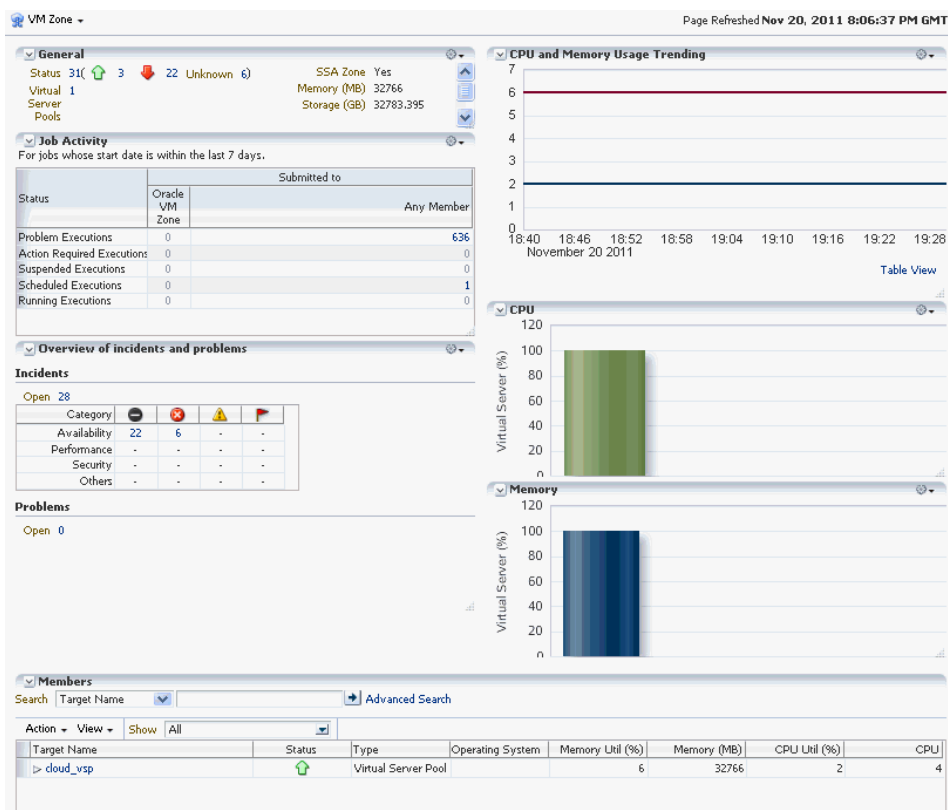 VM Zone
Page Refreshed Nov 20, 2011 8:06:37 PM GMT
General
Status 31( 3 22 Unknown 6)
Virtual Server Pools 1
SSA Zone Yes
Memory (MB) 32766
Storage (GB) 32783.395
Job Activity
For jobs whose start date is within the last 7 days.
Status
Submitted to
Oracle VM Zone
Any Member
Problem Executions 0 636
Action Required Executions 0 0
Suspended Executions 0 0
Scheduled Executions 0 1
Running Executions 0 0
Overview of incidents and problems
Incidents
Open 28
Category
Availability 22 6 - -
Performance - - - -
Security - - - -
Others - - - -
Problems
Open 0
CPU and Memory Usage Trending
7
6
5
4
3
2
1
0
18:40 18:46 18:52 18:58 19:04 19:10 19:16 19:22 19:28
November 20 2011
Table View
CPU
Virtual Server (%)
120
100
80
60
40
20
0
Memory
Virtual Server (%)
120
100
80
60
40
20
0
Members
Search Target Name Advanced Search
Action View Show All
Target Name Status Type Operating System Memory Util (%) Memory (MB) CPU Util (%) CPU
cloud_vsp Virtual Server Pool 6 32766 2 4